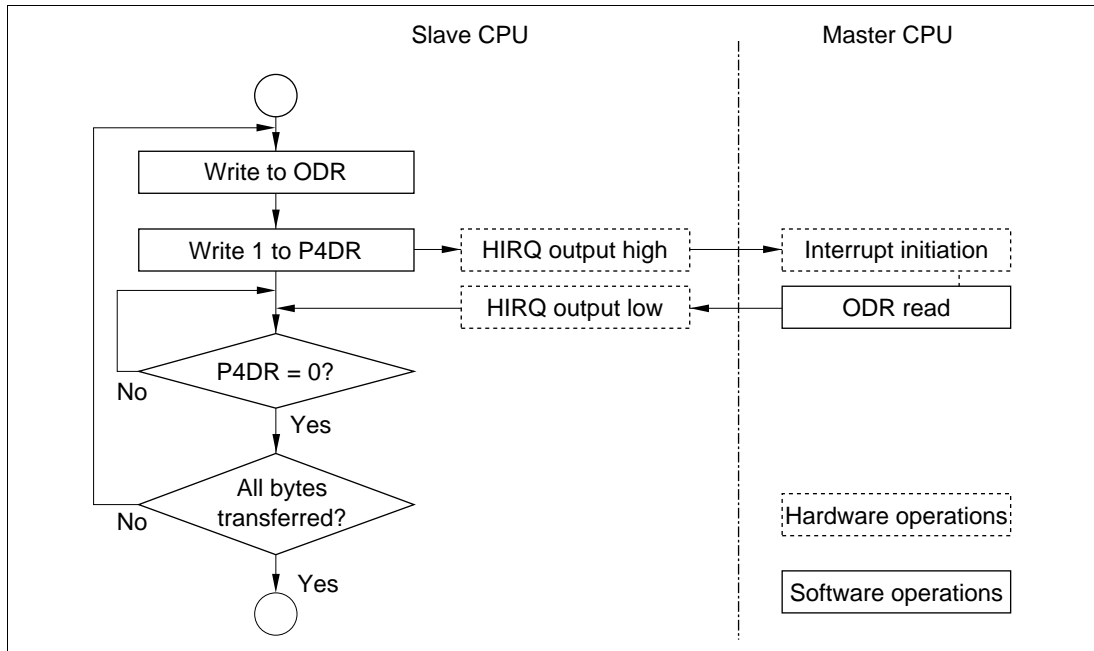 Slave CPU
Master CPU
Write to ODR
Write 1 to P4DR
HIRQ output high
Interrupt initiation
HIRQ output low
ODR read
P4DR = 0?
No
Yes
All bytes
transferred?
No
Yes
Hardware operations
Software operations